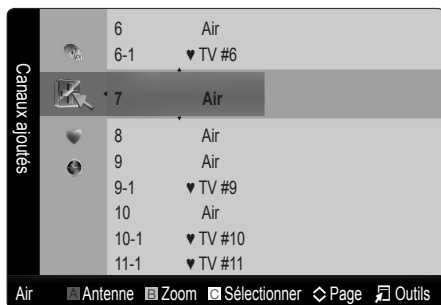 Canaux ajoutés
6 Air
6-1 ♥ TV #6
7 Air
8 Air
9 Air
9-1 ♥ TV #9
10 Air
10-1 ♥ TV #10
11-1 ♥ TV #11
Air A Antenne B Zoom C Sélectionner Page Outils